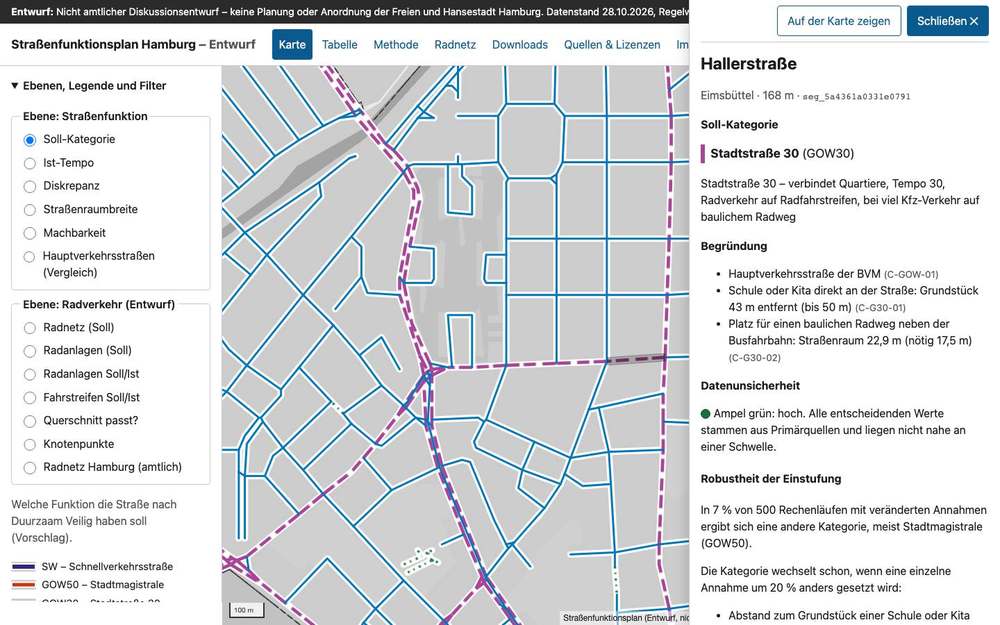 Entwurf: Nicht amtlicher Diskussionsentwurf – keine Planung oder Anordnung der Freien und Hansestadt Hamburg. Datenstand 28.10.2026,
Straßenfunktionsplan Hamburg – Entwurf
Karte
Tabelle
Methode
Radnetz
Downloads
Quellen & Lizenzen
▼ Ebenen, Legende und Filter
Ebene: Straßenfunktion
Soll-Kategorie
Ist-Tempo
Diskrepanz
Straßenraumbreite
Machbarkeit
Hauptverkehrsstraßen
(Vergleich)
Ebene: Radverkehr (Entwurf)
Radnetz (Soll)
Radanlagen (Soll)
Radanlagen Soll/Ist
Fahrstreifen Soll/Ist
Querschnitt passt?
Knotenpunkte
Radnetz Hamburg (amtlich)
Welche Funktion die Straße nach
Duurzaam Veilig haben soll
(Vorschlag).
SW – Schnellverkehrsstraße
GOW50 – Stadtmagistrale
100 m
Straßenfunktionsplan (Entwurf,
Auf der Karte zeigen
Schließen ✕
Hallerstraße
Eimsbüttel · 168 m · seg_5a4361a0331e0791
Soll-Kategorie
Stadtstraße 30 (GOW30)
Stadtstraße 30 – verbindet Quartiere, Tempo 30,
Radverkehr auf Radfahrstreifen, bei viel Kfz-Verkehr auf
baulichem Radweg
Begründung
• Hauptverkehrsstraße der BVM (C-GOW-01)
• Schule oder Kita direkt an der Straße: Grundstück
43 m entfernt (bis 50 m) (C-G30-01)
• Platz für einen baulichen Radweg neben der
Busfahrbahn: Straßenraum 22,9 m (nötig 17,5 m)
(C-G30-02)
Datenunsicherheit
Ampel grün: hoch. Alle entscheidenden Werte
stammen aus Primärquellen und liegen nicht nahe an
einer Schwelle.
Robustheit der Einstufung
In 7 % von 500 Rechenläufen mit veränderten Annahmen
ergibt sich eine andere Kategorie, meist Stadtmagistrale
(GOW50).
Die Kategorie wechselt schon, wenn eine einzelne
Annahme um 20 % anders gesetzt wird:
• Abstand zum Grundstück einer Schule oder Kita